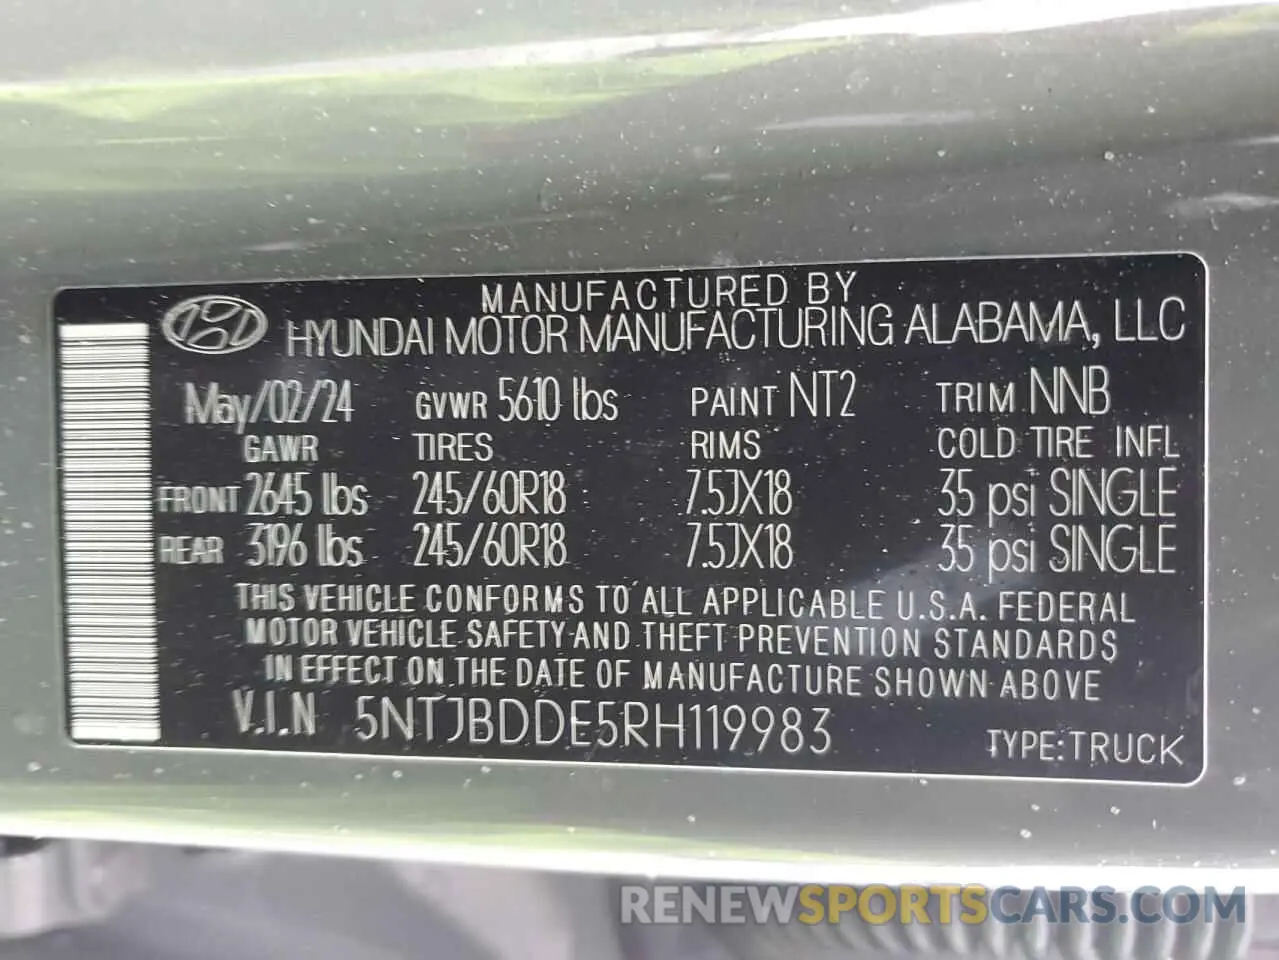 MANUFACTURED BY
HYUNDAI MOTOR MANUFACTURING ALABAMA, LLC
May/02/24 GVWR 5610 lbs PAINT NT2 TRIM NNB
GAWR TIRES RIMS COLD TIRE INFL
FRONT 2645 lbs 245/60R18 7.5JX18 35 psi SINGLE
REAR 3196 lbs 245/60R18 7.5JX18 35 psi SINGLE
THIS VEHICLE CONFORMS TO ALL APPLICABLE U.S.A. FEDERAL
MOTOR VEHICLE SAFETY AND THEFT PREVENTION STANDARDS
IN EFFECT ON THE DATE OF MANUFACTURE SHOWN ABOVE
V.I.N 5NTJBDDE5RH119983 TYPE:TRUCK
RENEWSPORTSCARS.COM